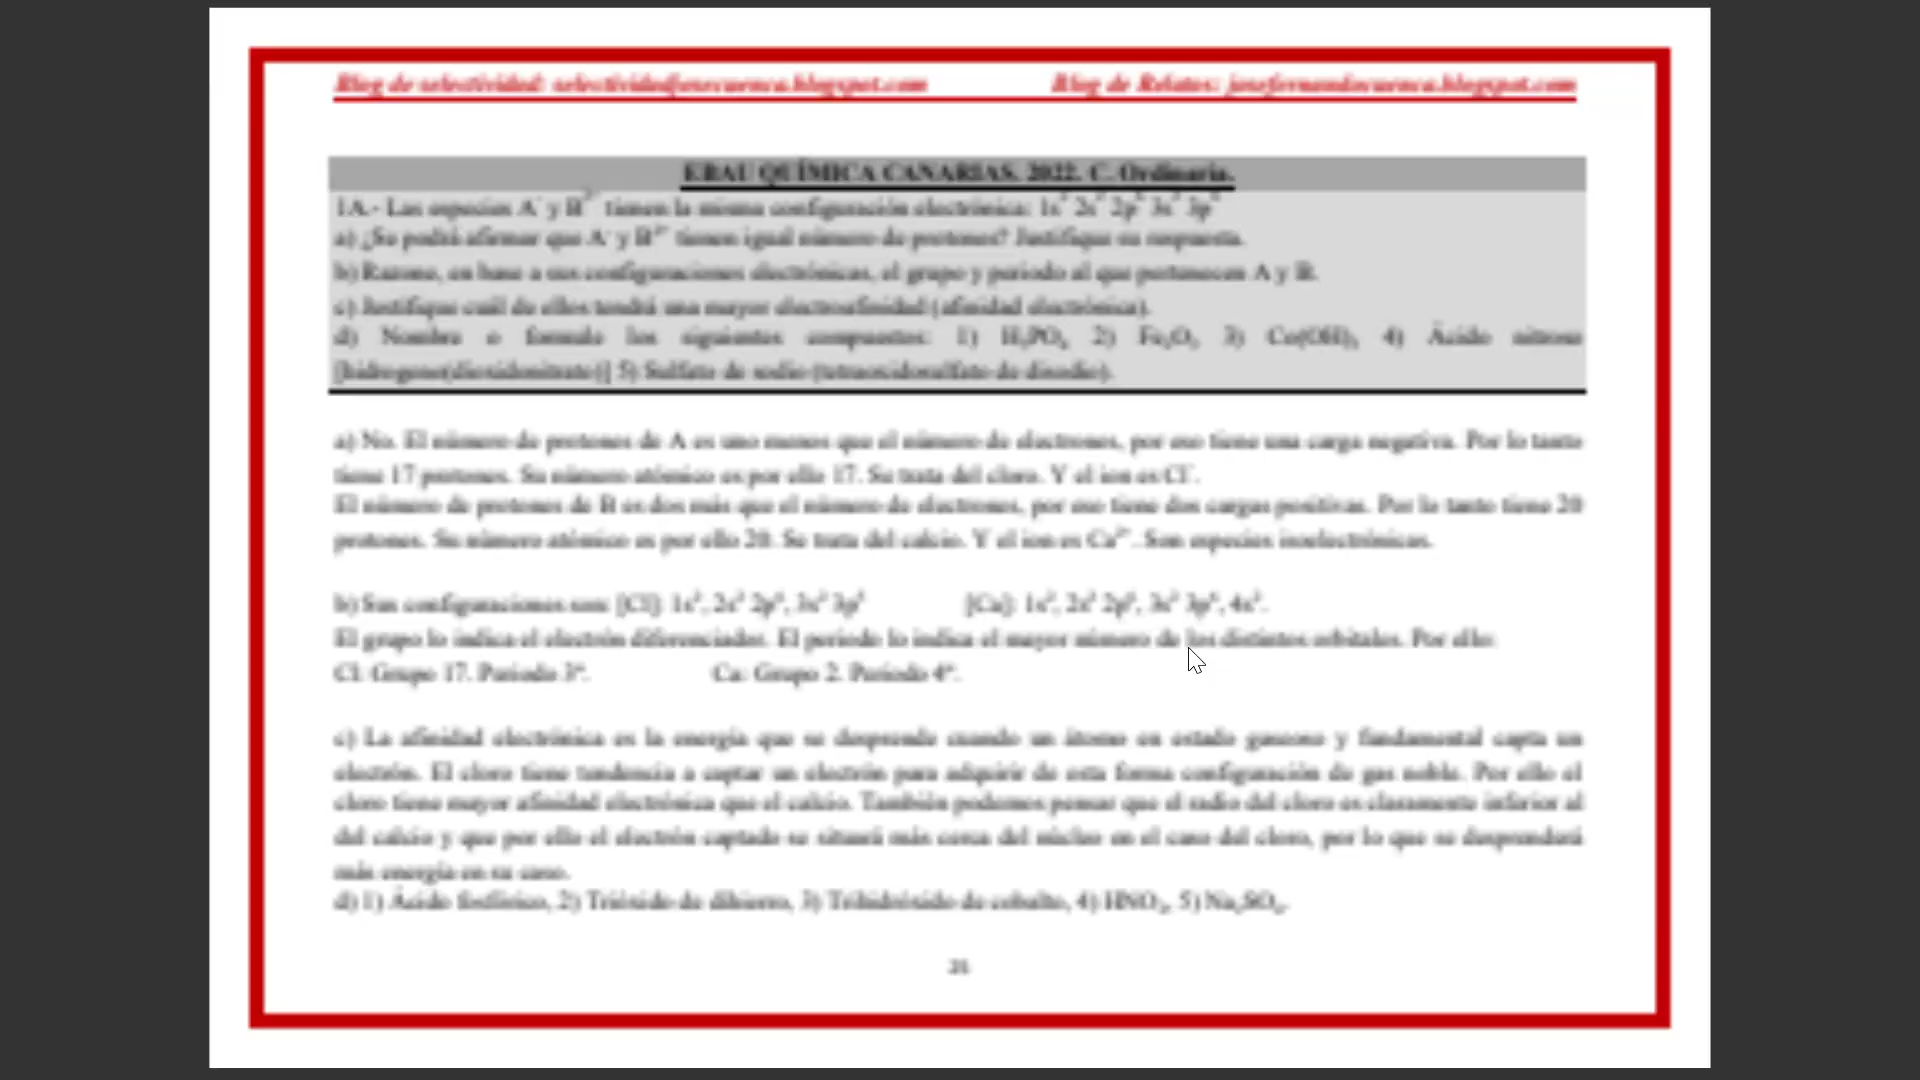 Blog de selectividad: selectividadjosecuenca.blogspot.com Blog de Relatos: josefernandocuenca.blogspot.com
EBAU QUÍMICA CANARIAS. 2022. C. Ordinaria.
1A.- Las especies A⁻ y B²⁺ tienen la misma configuración electrónica: 1s² 2s² 2p⁶ 3s² 3p⁶
a) ¿Se podrá afirmar que A⁻ y B²⁺ tienen igual número de protones? Justifique su respuesta.
b) Razone, en base a sus configuraciones electrónicas, el grupo y periodo al que pertenecen A y B.
c) Justifique cuál de ellos tendrá una mayor electroafinidad (afinidad electrónica).
d) Nombre o formule los siguientes compuestos: 1) H₃PO₄ 2) Fe₂O₃ 3) Co(OH)₃ 4) Ácido nitroso
[hidrogeno(dioxidonitrato)] 5) Sulfato de sodio (tetraoxidosulfato de disodio).
a) No. El número de protones de A es uno menos que el número de electrones, por eso tiene una carga negativa. Por lo tanto
tiene 17 protones. Su número atómico es por ello 17. Se trata del cloro. Y el ion es Cl⁻.
El número de protones de B es dos más que el número de electrones, por eso tiene dos cargas positivas. Por lo tanto tiene 20
protones. Su número atómico es por ello 20. Se trata del calcio. Y el ion es Ca²⁺. Son especies isoelectrónicas.
b) Sus configuraciones son: [Cl]: 1s², 2s² 2p⁶, 3s² 3p⁵ [Ca]: 1s², 2s² 2p⁶, 3s² 3p⁶, 4s².
El grupo lo indica el electrón diferenciador. El periodo lo indica el mayor número de los distintos orbitales. Por ello:
Cl: Grupo 17. Periodo 3º. Ca: Grupo 2. Periodo 4º.
c) La afinidad electrónica es la energía que se desprende cuando un átomo en estado gaseoso y fundamental capta un
electrón. El cloro tiene tendencia a captar un electrón para adquirir de esta forma configuración de gas noble. Por ello el
cloro tiene mayor afinidad electrónica que el calcio. También podemos pensar que el radio del cloro es claramente inferior al
del calcio y que por ello el electrón captado se situará más cerca del núcleo en el caso del cloro, por lo que se desprenderá
más energía en su caso.
d) 1) Ácido fosfórico, 2) Trióxido de dihierro, 3) Trihidróxido de cobalto, 4) HNO₂, 5) Na₂SO₄.